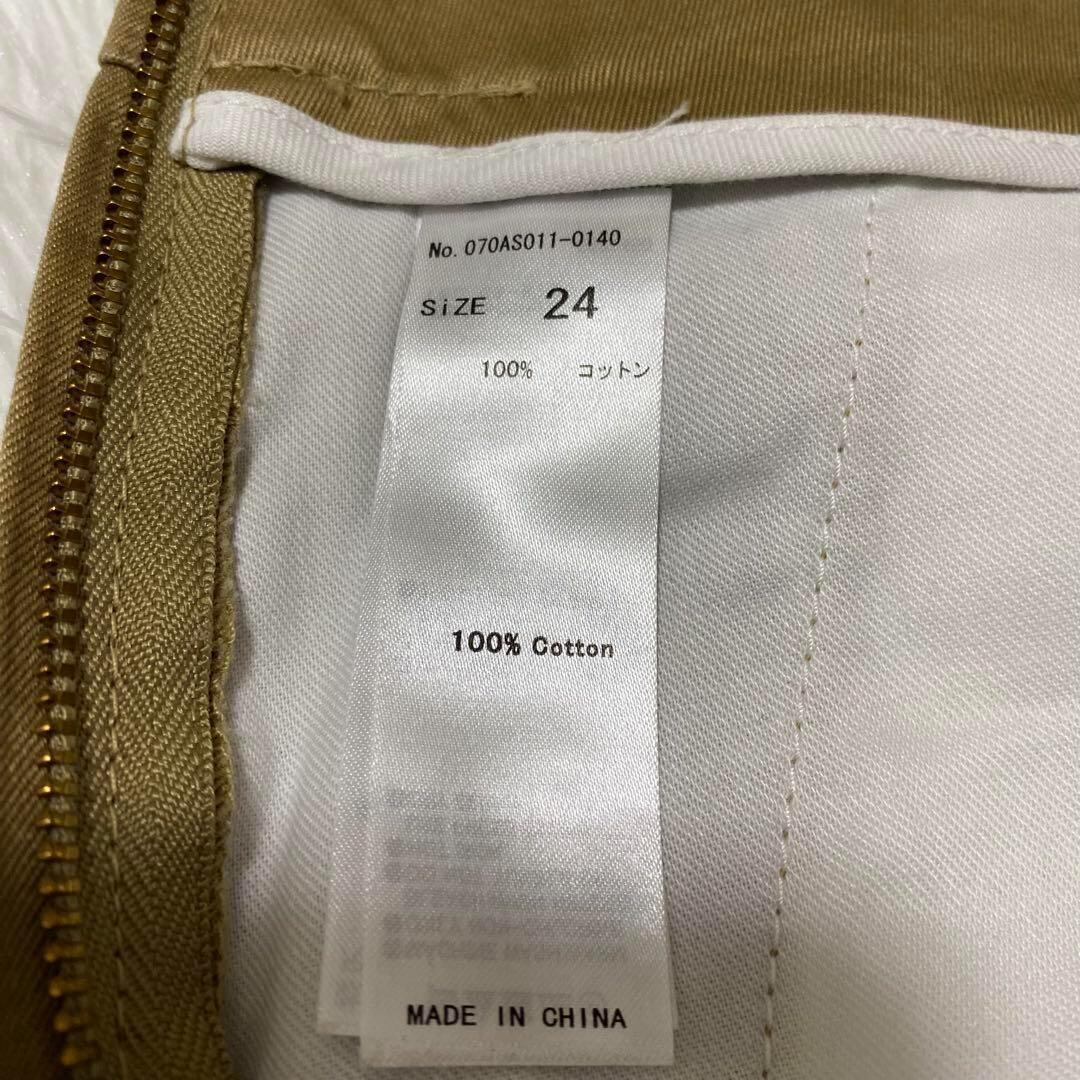 No. 070AS011-0140
SiZE 24
100% コットン
100% Cotton
MADE IN CHINA